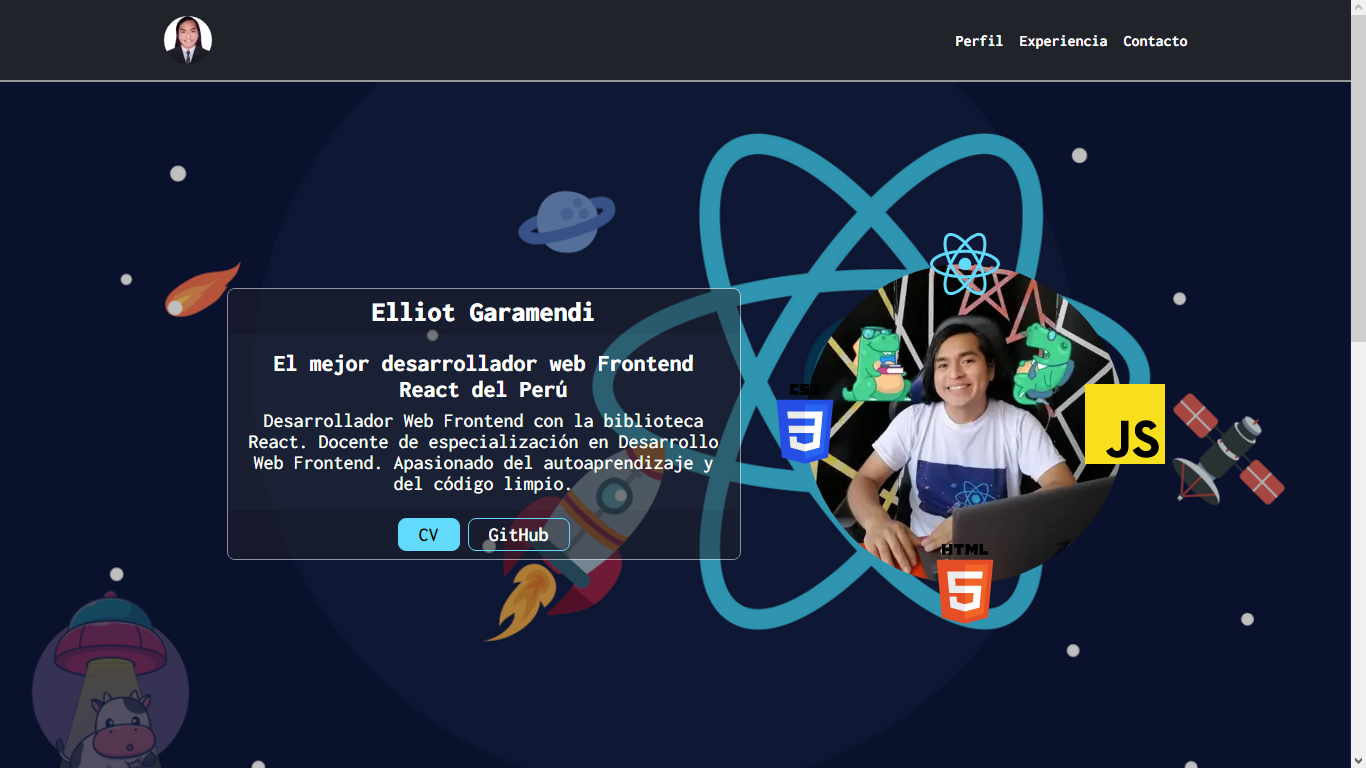 Perfil Experiencia Contacto
Elliot Garamendi
El mejor desarrollador web Frontend
React del Perú
Desarrollador Web Frontend con la biblioteca
React. Docente de especialización en Desarrollo
Web Frontend. Apasionado del autoaprendizaje y
del código limpio.
CV GitHub
CSS
3
JS
HTML
5